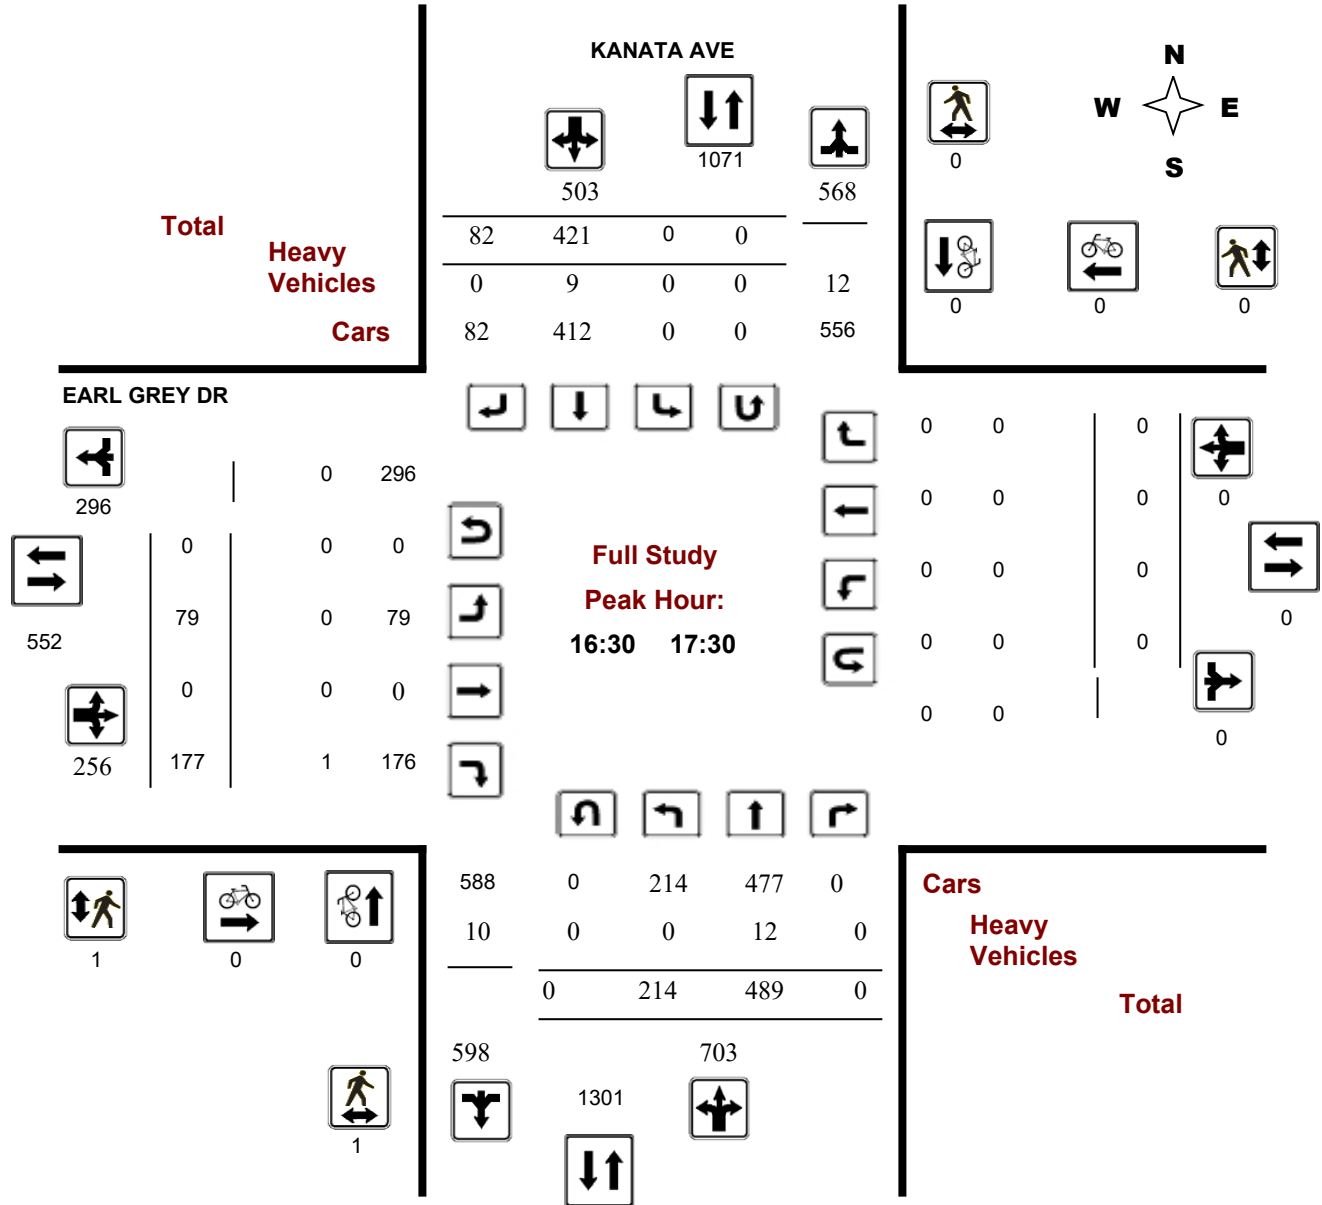 KANATA AVE
N
W E
S
1071
0
503 568
Total
82 421 0 0
Heavy
Vehicles
0 9 0 0 12
0 0 0
Cars
82 412 0 0 556
EARL GREY DR
0 0 0
0 296
296
0 0 0 0
0 0 0
Full Study
0 0 0
79 0 79
Peak Hour:
0
552
16:30 17:30
0 0 0
0 0 0
0 0
0
256
177 1 176
588 0 214 477 0
Cars
10 0 0 12 0
Heavy
Vehicles
1 0 0
0 214 489 0
Total
598 703
1301
1